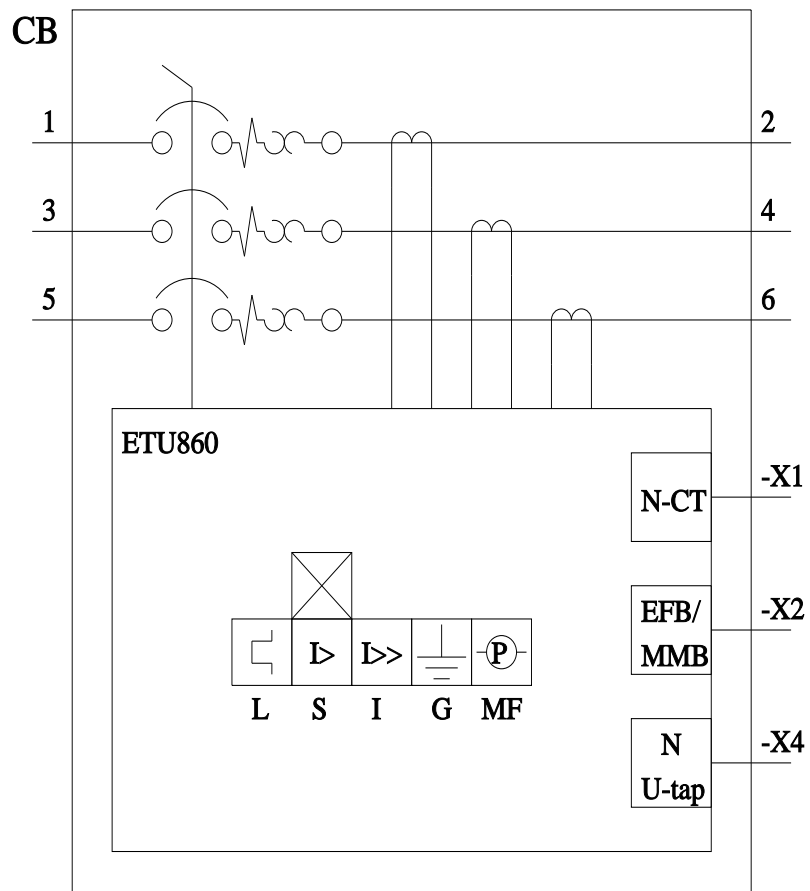 CB
1
2
3
4
5
6
ETU860
N-CT
-X1
EFB/
MMB
-X2
I>
I>>
P
L
S
I
G
MF
N
U-tap
-X4